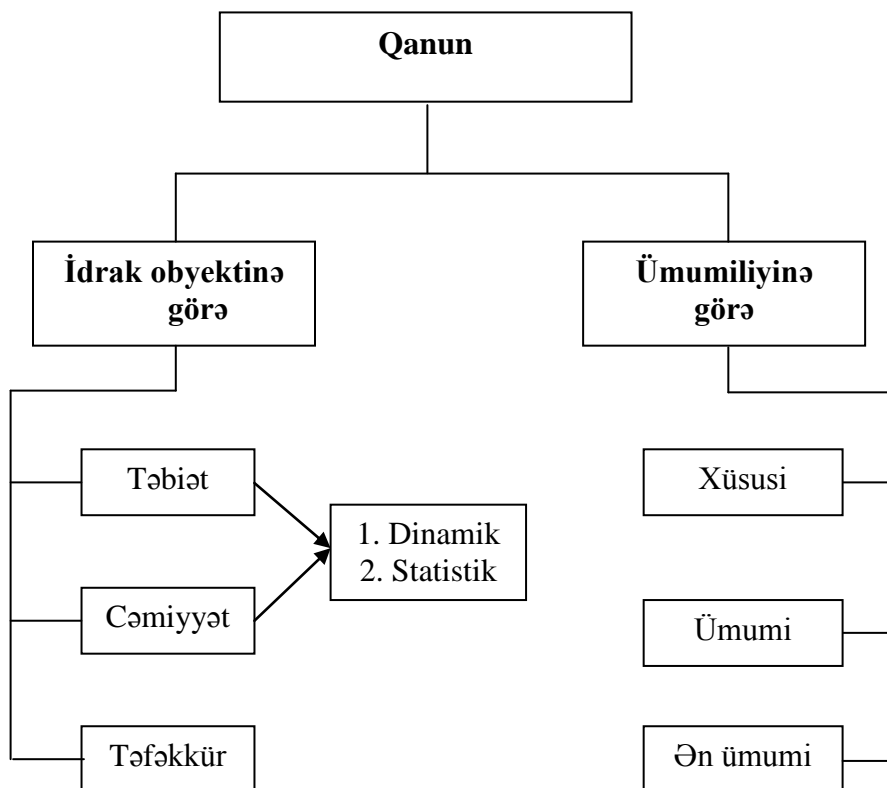 Qanun
İdrak obyektinə
görə
Ümumiliyinə
görə
Təbiət
1. Dinamik
2. Statistik
Cəmiyyət
Təfəkkür
Xüsusi
Ümumi
Ən ümumi